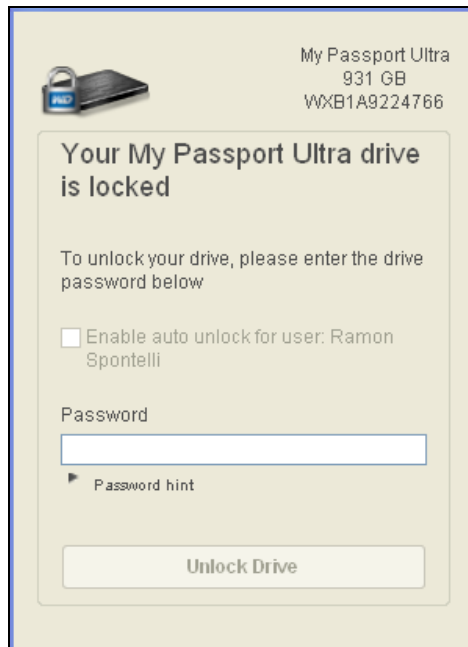 My Passport Ultra
931 GB
WXB1A9224766
WD
Your My Passport Ultra drive
is locked
To unlock your drive, please enter the drive
password below
Enable auto unlock for user: Ramon
Spontelli
Password
Password hint
Unlock Drive